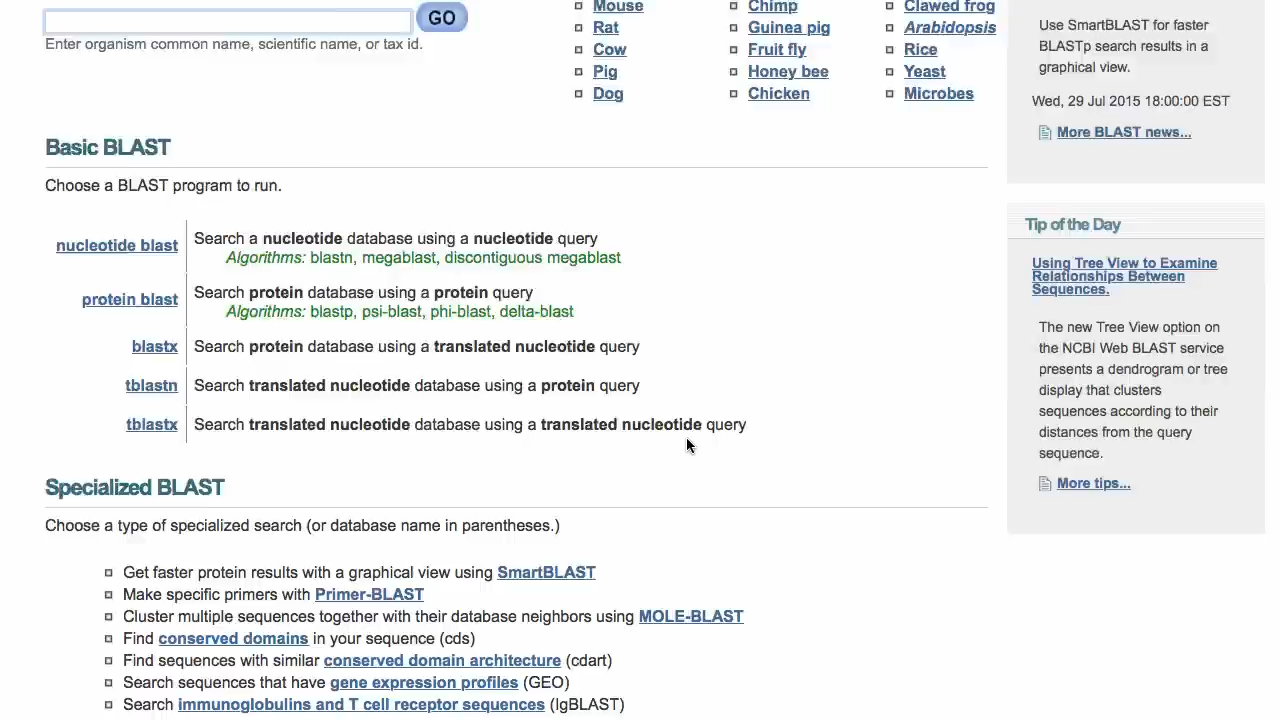 GO
Enter organism common name, scientific name, or tax id.
Mouse
Rat
Cow
Pig
Dog
Chimp
Guinea pig
Fruit fly
Honey bee
Chicken
Clawed frog
Arabidopsis
Rice
Yeast
Microbes
Basic BLAST
Choose a BLAST program to run.
nucleotide blast
Search a nucleotide database using a nucleotide query
Algorithms: blastn, megablast, discontiguous megablast
protein blast
Search protein database using a protein query
Algorithms: blastp, psi-blast, phi-blast, delta-blast
blastx
Search protein database using a translated nucleotide query
tblastn
Search translated nucleotide database using a protein query
tblastx
Search translated nucleotide database using a translated nucleotide query
Specialized BLAST
Choose a type of specialized search (or database name in parentheses.)
Get faster protein results with a graphical view using SmartBLAST
Make specific primers with Primer-BLAST
Cluster multiple sequences together with their database neighbors using MOLE-BLAST
Find conserved domains in your sequence (cds)
Find sequences with similar conserved domain architecture (cdart)
Search sequences that have gene expression profiles (GEO)
Search immunoglobulins and T cell receptor sequences (IgBLAST)
Use SmartBLAST for faster
BLASTp search results in a
graphical view.
Wed, 29 Jul 2015 18:00:00 EST
More BLAST news...
Tip of the Day
Using Tree View to Examine
Relationships Between
Sequences.
The new Tree View option on
the NCBI Web BLAST service
presents a dendrogram or tree
display that clusters
sequences according to their
distances from the query
sequence.
More tips...